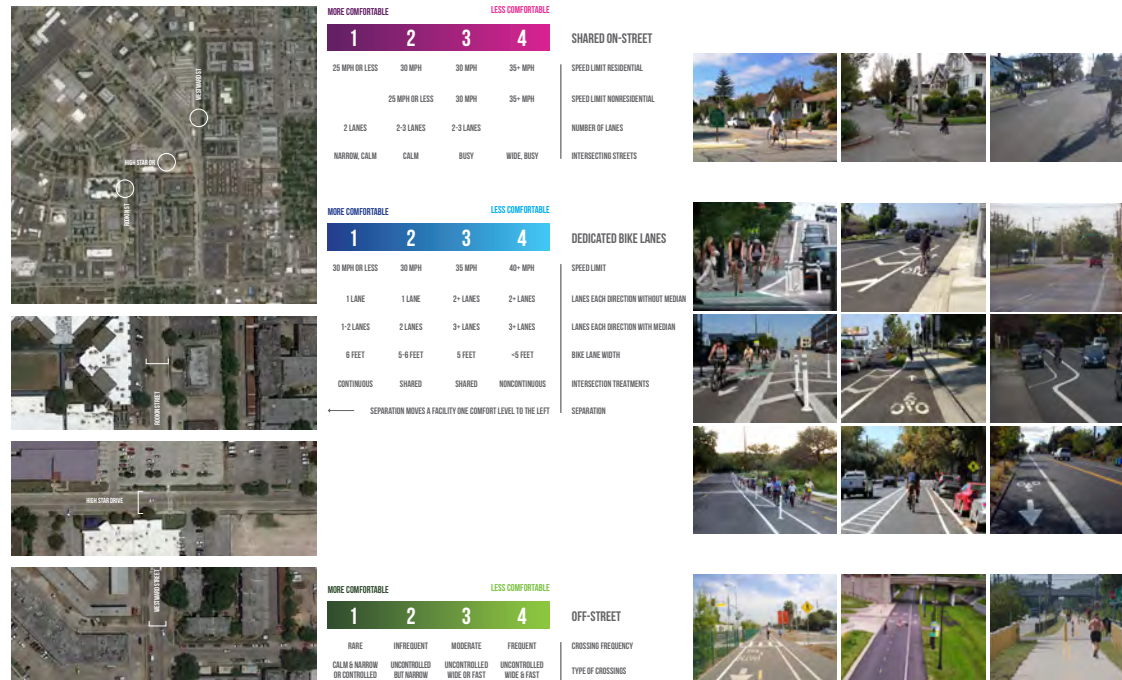 WESTWARD ST
HIGH STAR DR.
ROOKIN ST
ROOKIN STREET
HIGH STAR DRIVE
WESTWARD STREET
MORE COMFORTABLE LESS COMFORTABLE
1 2 3 4 SHARED ON-STREET
25 MPH OR LESS 30 MPH 30 MPH 35+ MPH SPEED LIMIT RESIDENTIAL
25 MPH OR LESS 30 MPH 35+ MPH SPEED LIMIT NONRESIDENTIAL
2 LANES 2-3 LANES 2-3 LANES NUMBER OF LANES
NARROW, CALM CALM BUSY WIDE, BUSY INTERSECTING STREETS
MORE COMFORTABLE LESS COMFORTABLE
1 2 3 4 DEDICATED BIKE LANES
30 MPH OR LESS 30 MPH 35 MPH 40+ MPH SPEED LIMIT
1 LANE 1 LANE 2+ LANES 2+ LANES LANES EACH DIRECTION WITHOUT MEDIAN
1-2 LANES 2 LANES 3+ LANES 3+ LANES LANES EACH DIRECTION WITH MEDIAN
6 FEET 5-6 FEET 5 FEET <5 FEET BIKE LANE WIDTH
CONTINUOUS SHARED SHARED NONCONTINUOUS INTERSECTION TREATMENTS
SEPARATION MOVES A FACILITY ONE COMFORT LEVEL TO THE LEFT SEPARATION
MORE COMFORTABLE LESS COMFORTABLE
1 2 3 4 OFF-STREET
RARE INFREQUENT MODERATE FREQUENT CROSSING FREQUENCY
CALM & NARROW UNCONTROLLED UNCONTROLLED UNCONTROLLED TYPE OF CROSSINGS
OR CONTROLLED BUT NARROW WIDE OR FAST WIDE & FAST